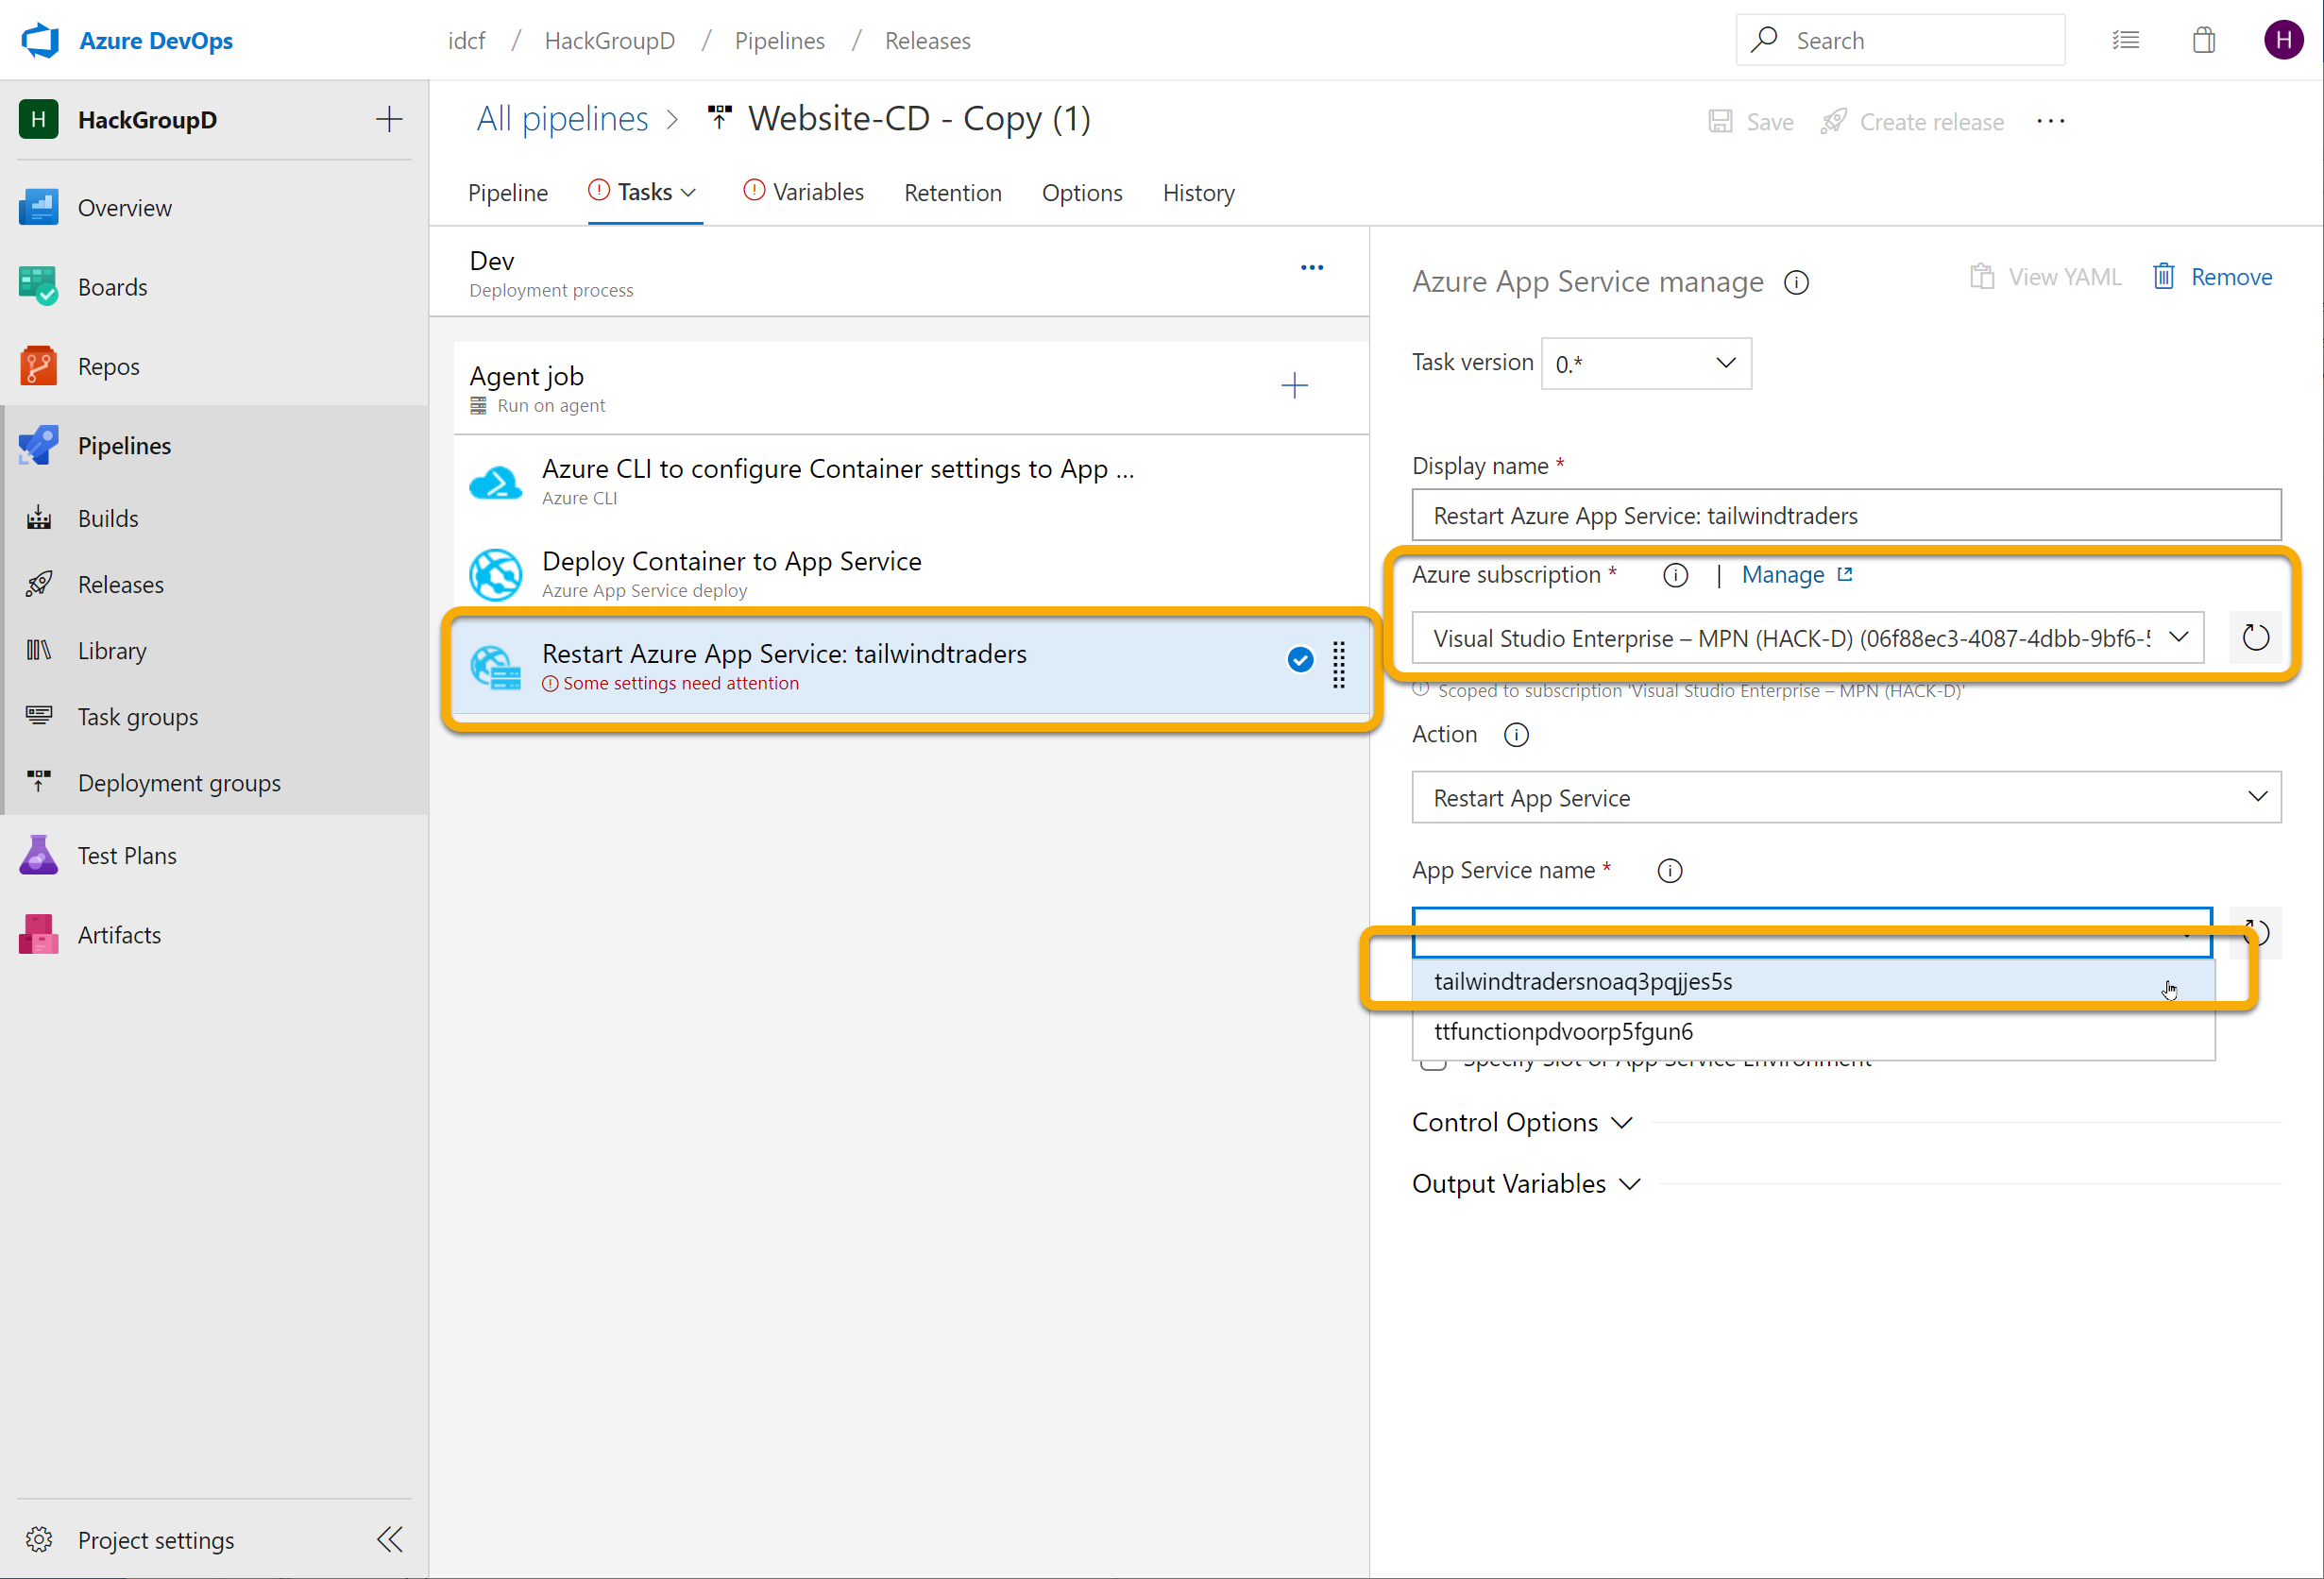 Azure DevOps
idcf / HackGroupD / Pipelines / Releases
Search
H
H HackGroupD
Overview
Boards
Repos
Pipelines
Builds
Releases
Library
Task groups
Deployment groups
Test Plans
Artifacts
Project settings
All pipelines > Website-CD - Copy (1)
Save Create release ...
Pipeline Tasks Variables Retention Options History
Dev
Deployment process
Agent job
Run on agent
Azure CLI to configure Container settings to App ...
Azure CLI
Deploy Container to App Service
Azure App Service deploy
Restart Azure App Service: tailwindtraders
Some settings need attention
Azure App Service manage
View YAML Remove
Task version 0.*
Display name *
Restart Azure App Service: tailwindtraders
Azure subscription * | Manage
Visual Studio Enterprise – MPN (HACK-D) (06f88ec3-4087-4dbb-9bf6-
Scoped to subscription 'Visual Studio Enterprise – MPN (HACK-D)'
Action
Restart App Service
App Service name *
tailwindtradersnoaq3pqjjes5s
ttfunctionpdvoorp5fgun6
Specify Slot or App Service Environment
Control Options
Output Variables